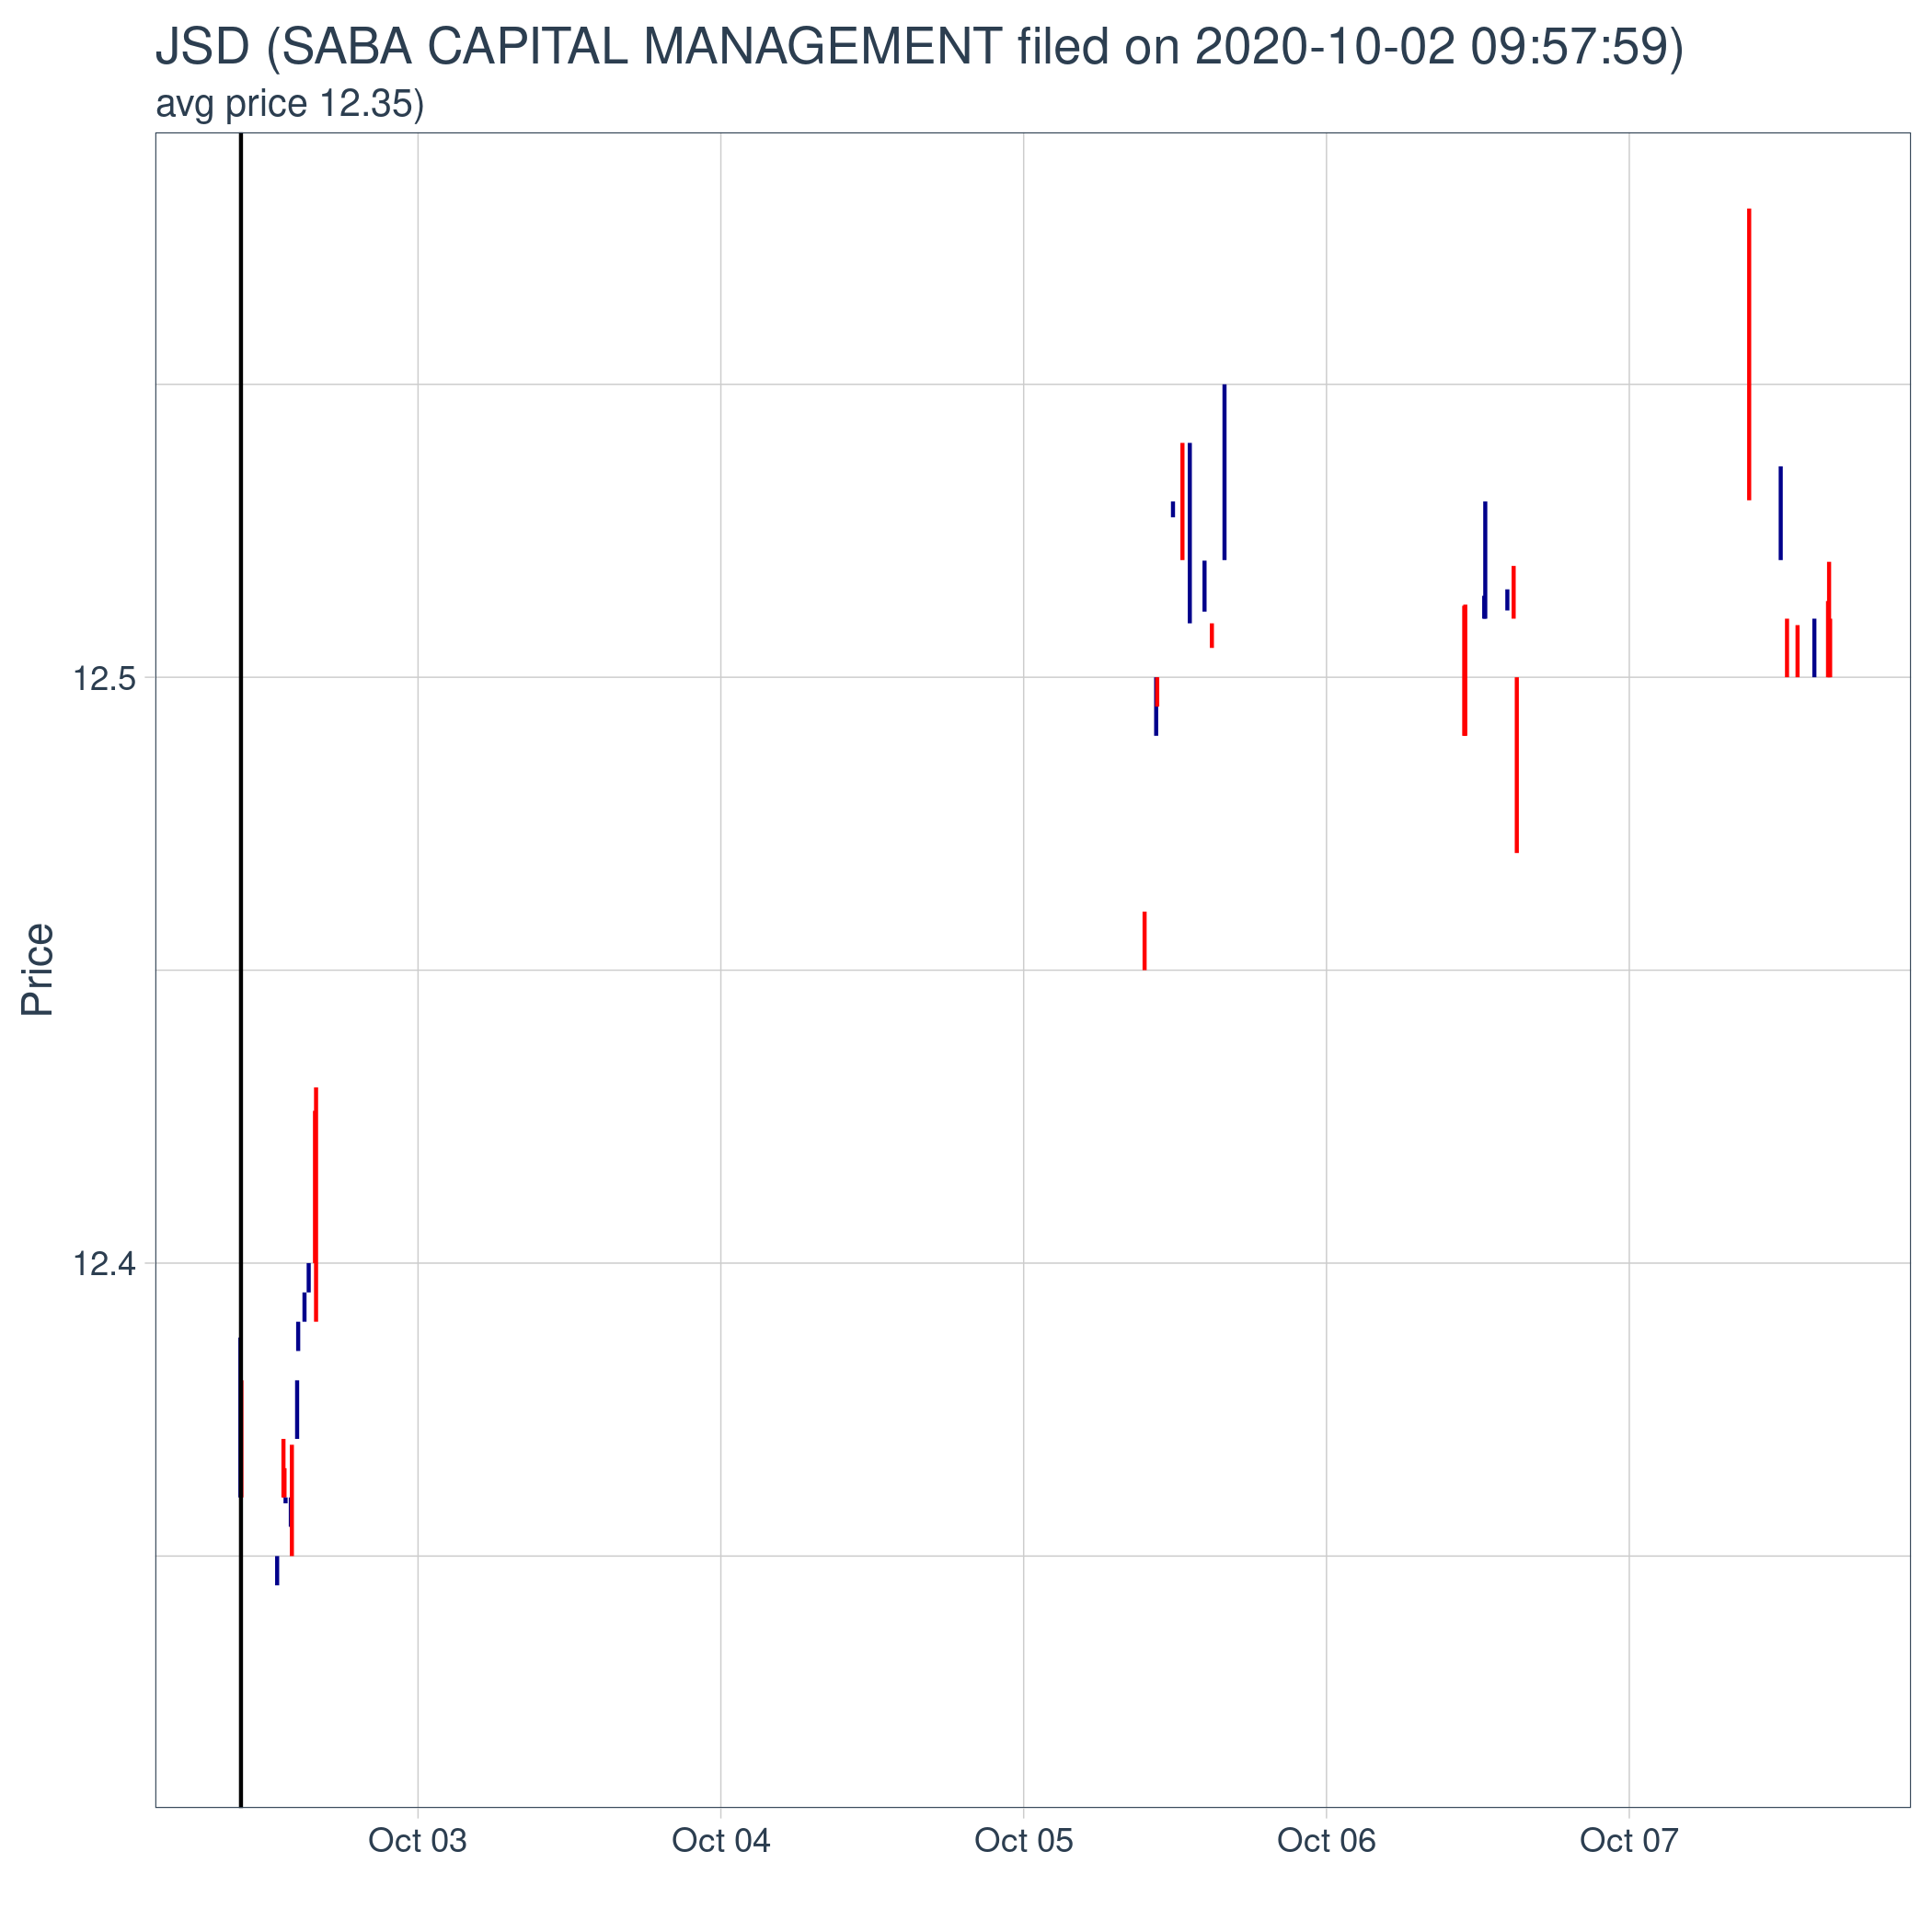 JSD (SABA CAPITAL MANAGEMENT filed on 2020-10-02 09:57:59)
avg price 12.35)
12.5
12.4
Price
Oct 03 Oct 04 Oct 05 Oct 06 Oct 07